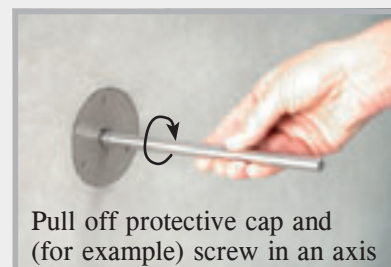 Pull off protective cap and
(for example) screw in an axis